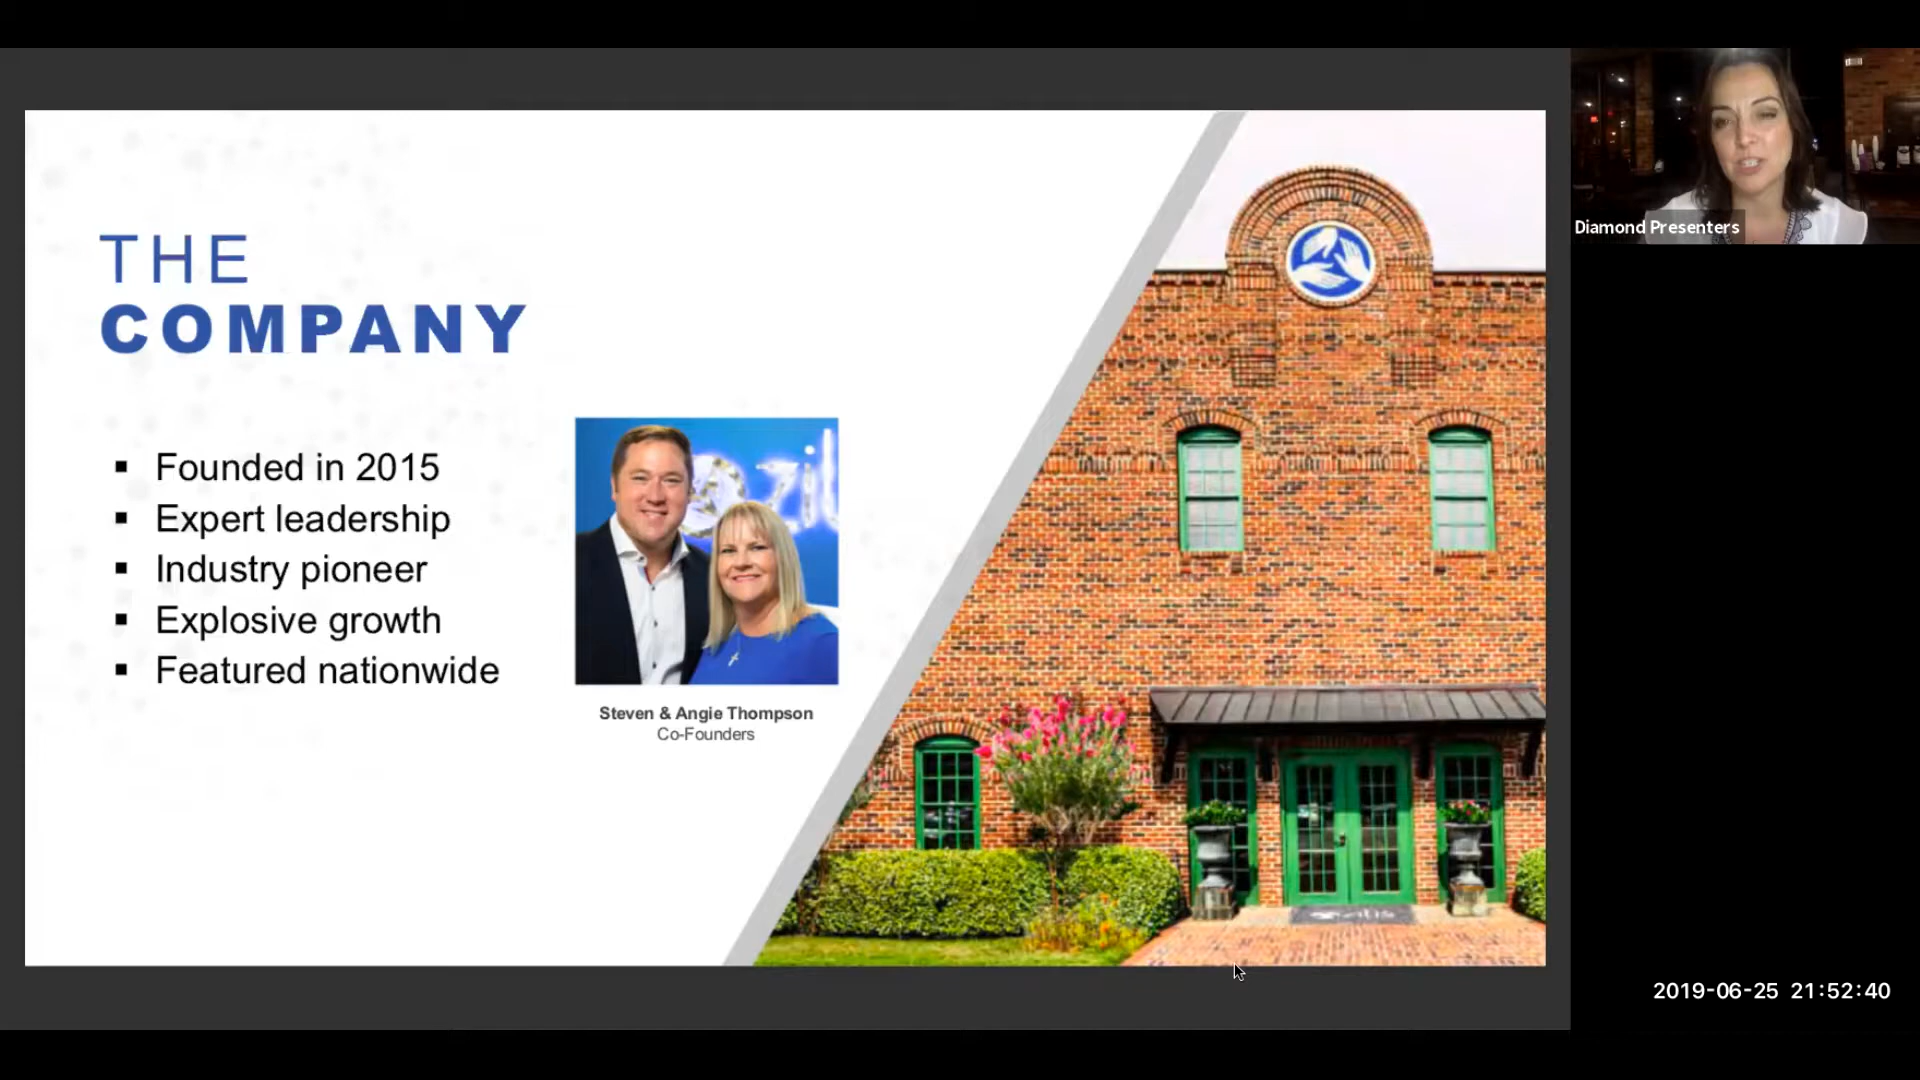 THE
COMPANY
▪ Founded in 2015
▪ Expert leadership
▪ Industry pioneer
▪ Explosive growth
▪ Featured nationwide
Steven & Angie Thompson
Co-Founders
Diamond Presenters
2019-06-25 21:52:40